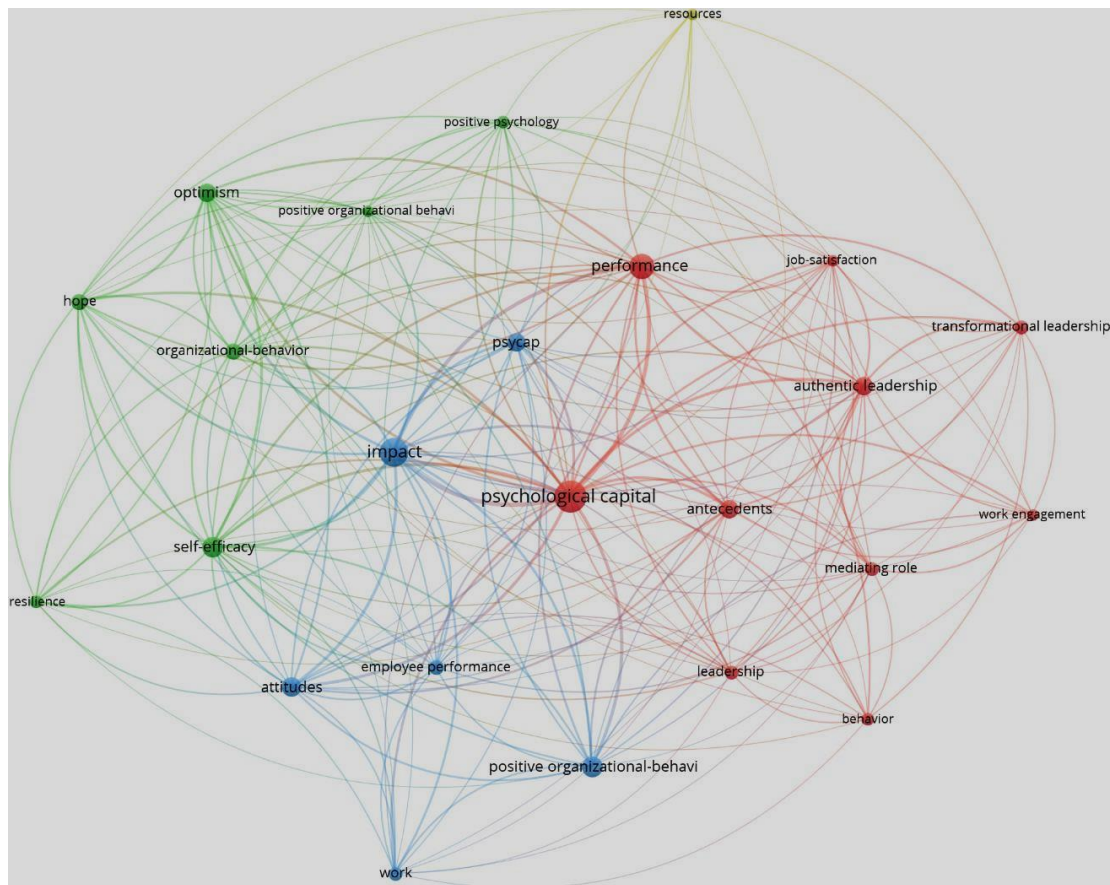 resources
positive psychology
optimism
positive organizational behavi
performance
job-satisfaction
hope
transformational leadership
psycap
organizational-behavior
authentic leadership
impact
psychological capital
antecedents
work engagement
self-efficacy
mediating role
resilience
employee performance
leadership
attitudes
behavior
positive organizational-behavi
work